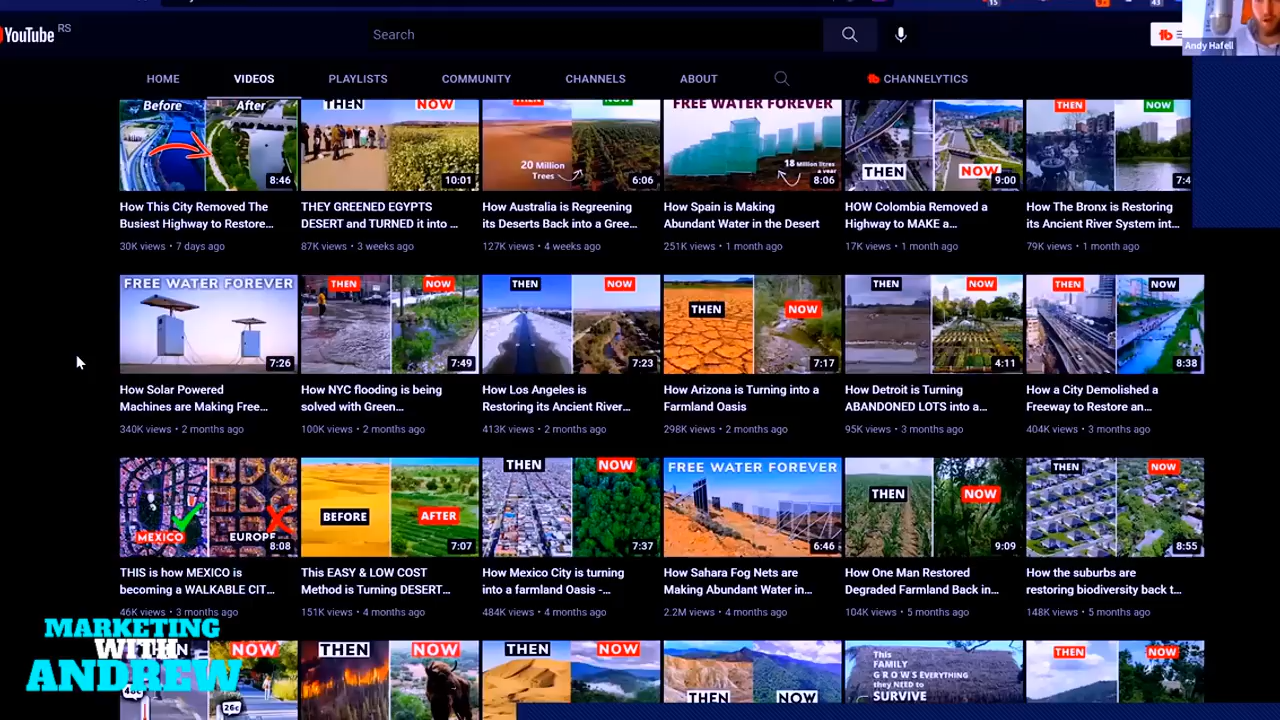 YouTube RS
Search
Andy Hafell
HOME VIDEOS PLAYLISTS COMMUNITY CHANNELS ABOUT CHANNELYTICS
Before After
8:46
THEN NOW
10:01
20 Million
Trees
6:06
FREE WATER FOREVER
18 Million litres
a year
8:06
THEN NOW
9:00
THEN NOW
7:4
How This City Removed The
Busiest Highway to Restore...
30K views • 7 days ago
THEY GREENED EGYPTS
DESERT and TURNED it into ...
87K views • 3 weeks ago
How Australia is Regreening
its Deserts Back into a Gree...
127K views • 4 weeks ago
How Spain is Making
Abundant Water in the Desert
251K views • 1 month ago
HOW Colombia Removed a
Highway to MAKE a...
17K views • 1 month ago
How The Bronx is Restoring
its Ancient River System int...
79K views • 1 month ago
FREE WATER FOREVER
7:26
THEN NOW
7:49
THEN NOW
7:23
THEN NOW
7:17
THEN NOW
4:11
THEN NOW
8:38
How Solar Powered
Machines are Making Free...
340K views • 2 months ago
How NYC flooding is being
solved with Green...
100K views • 2 months ago
How Los Angeles is
Restoring its Ancient River...
413K views • 2 months ago
How Arizona is Turning into a
Farmland Oasis
298K views • 2 months ago
How Detroit is Turning
ABANDONED LOTS into a...
95K views • 3 months ago
How a City Demolished a
Freeway to Restore an...
404K views • 3 months ago
MEXICO EUROPE
8:08
BEFORE AFTER
7:07
THEN NOW
7:37
FREE WATER FOREVER
6:46
THEN NOW
9:09
THEN NOW
8:55
THIS is how MEXICO is
becoming a WALKABLE CIT...
46K views • 3 months ago
This EASY & LOW COST
Method is Turning DESERT...
151K views • 4 months ago
How Mexico City is turning
into a farmland Oasis -...
484K views • 4 months ago
How Sahara Fog Nets are
Making Abundant Water in...
2.2M views • 4 months ago
How One Man Restored
Degraded Farmland Back in...
104K views • 5 months ago
How the suburbs are
restoring biodiversity back t...
148K views • 5 months ago
MARKETING
WITH
ANDREW
NOW
THEN NOW
THEN NOW
THEN NOW
This
FAMILY
GROWS EVERYTHING
they NEED to
SURVIVE
THEN NOW